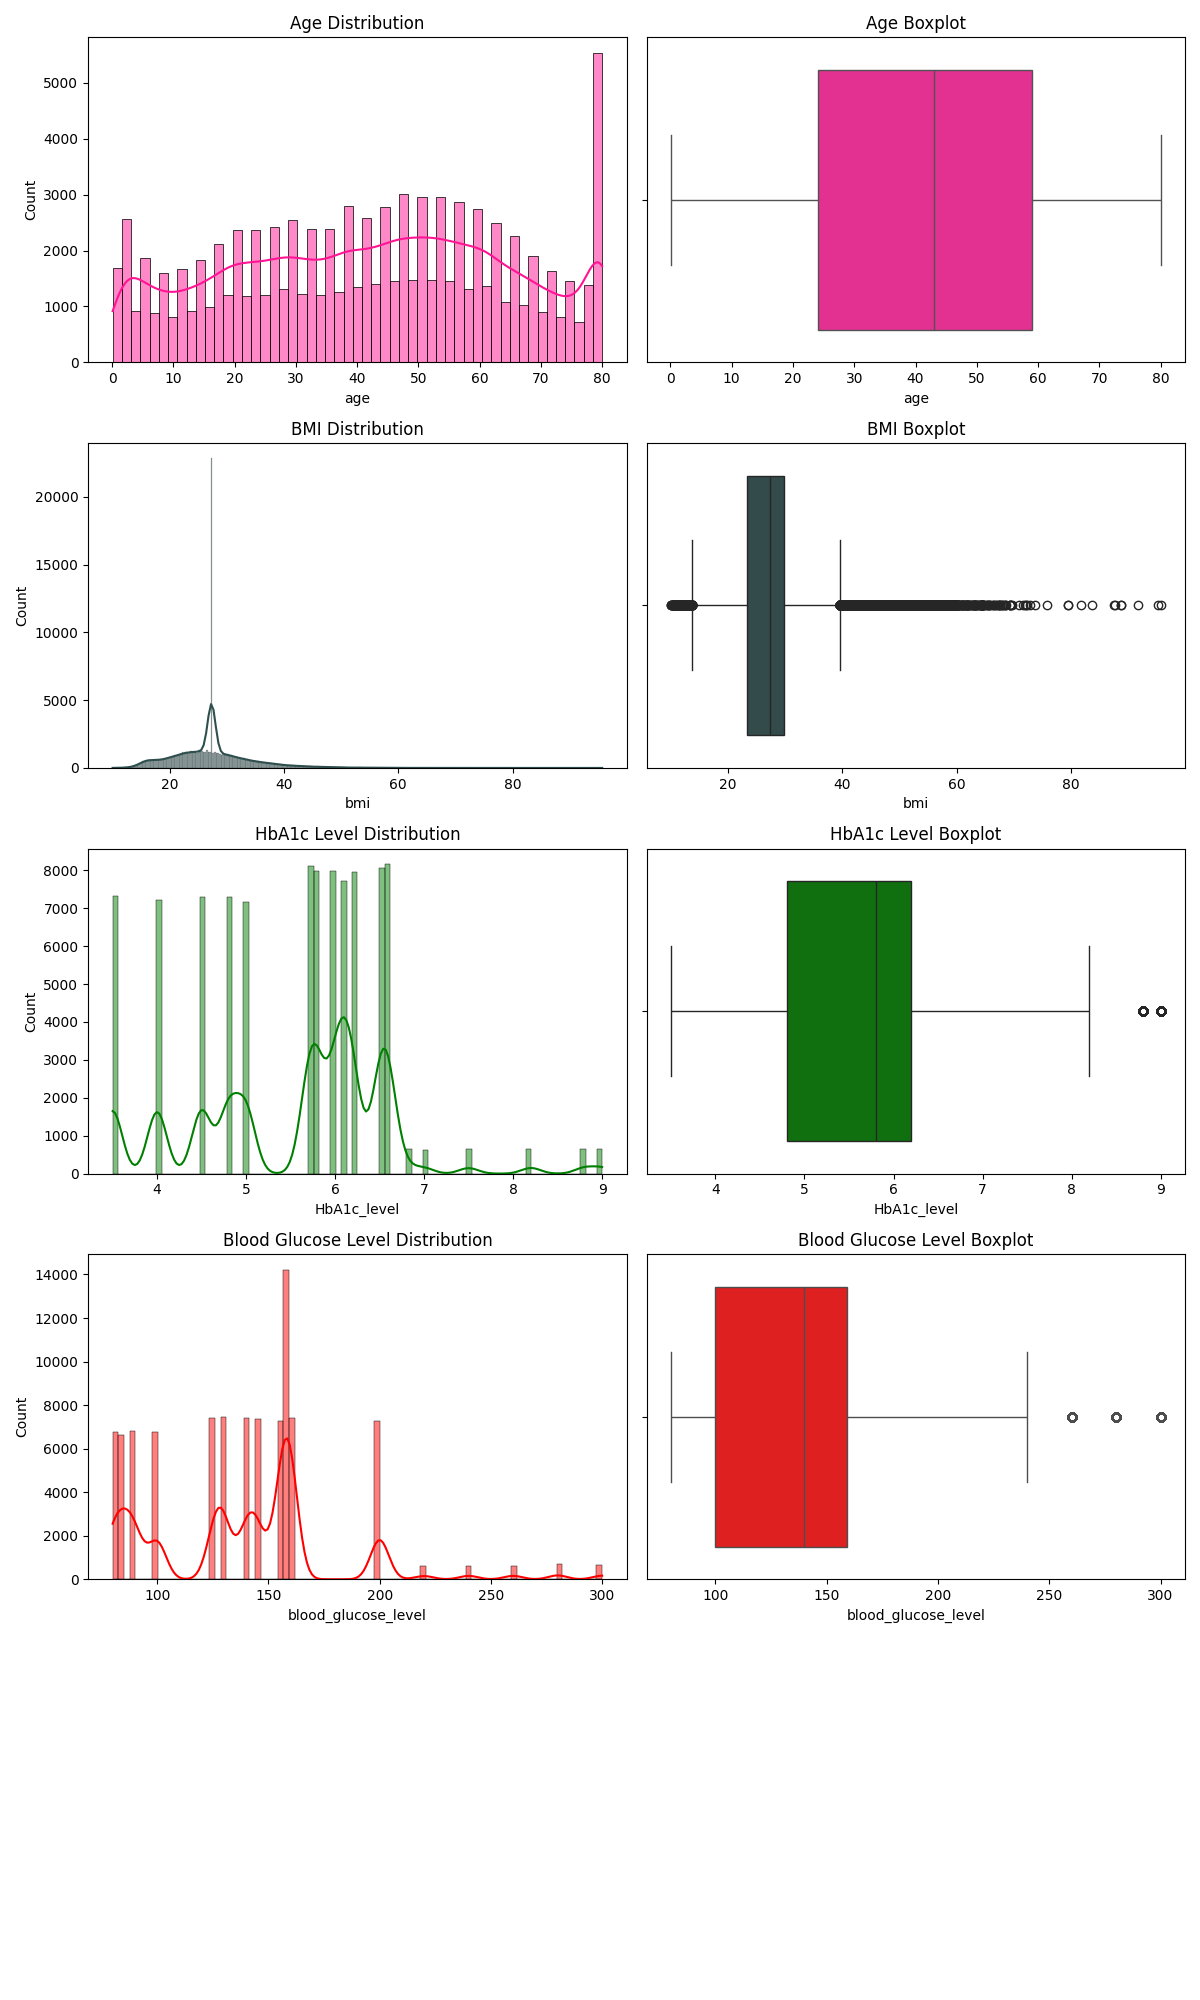 Age Distribution
Age Boxplot
Count
5000
4000
3000
2000
1000
0
0 10 20 30 40 50 60 70 80
age
0 10 20 30 40 50 60 70 80
age
BMI Distribution
BMI Boxplot
Count
20000
15000
10000
5000
0
20 40 60 80
bmi
20 40 60 80
bmi
HbA1c Level Distribution
HbA1c Level Boxplot
Count
8000
7000
6000
5000
4000
3000
2000
1000
0
4 5 6 7 8 9
HbA1c_level
4 5 6 7 8 9
HbA1c_level
Blood Glucose Level Distribution
Blood Glucose Level Boxplot
Count
14000
12000
10000
8000
6000
4000
2000
0
100 150 200 250 300
blood_glucose_level
100 150 200 250 300
blood_glucose_level